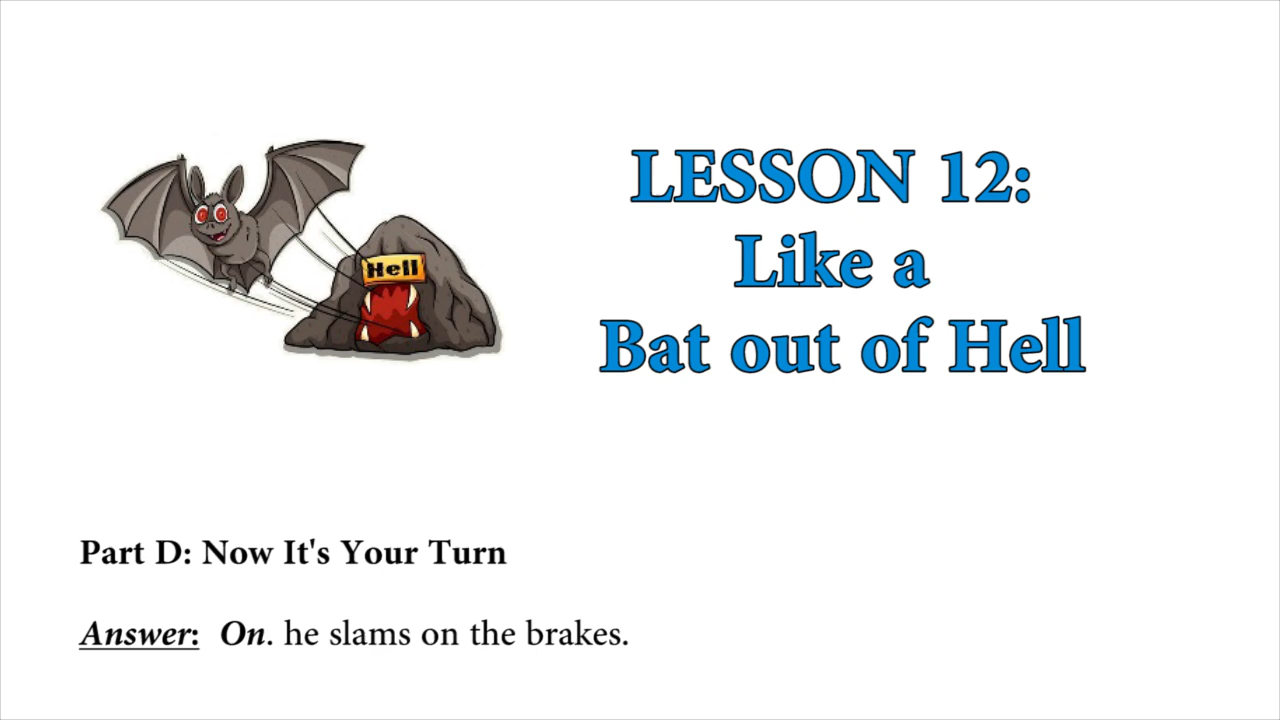 Hell
LESSON 12:
Like a
Bat out of Hell
Part D: Now It's Your Turn
Answer: On. he slams on the brakes.